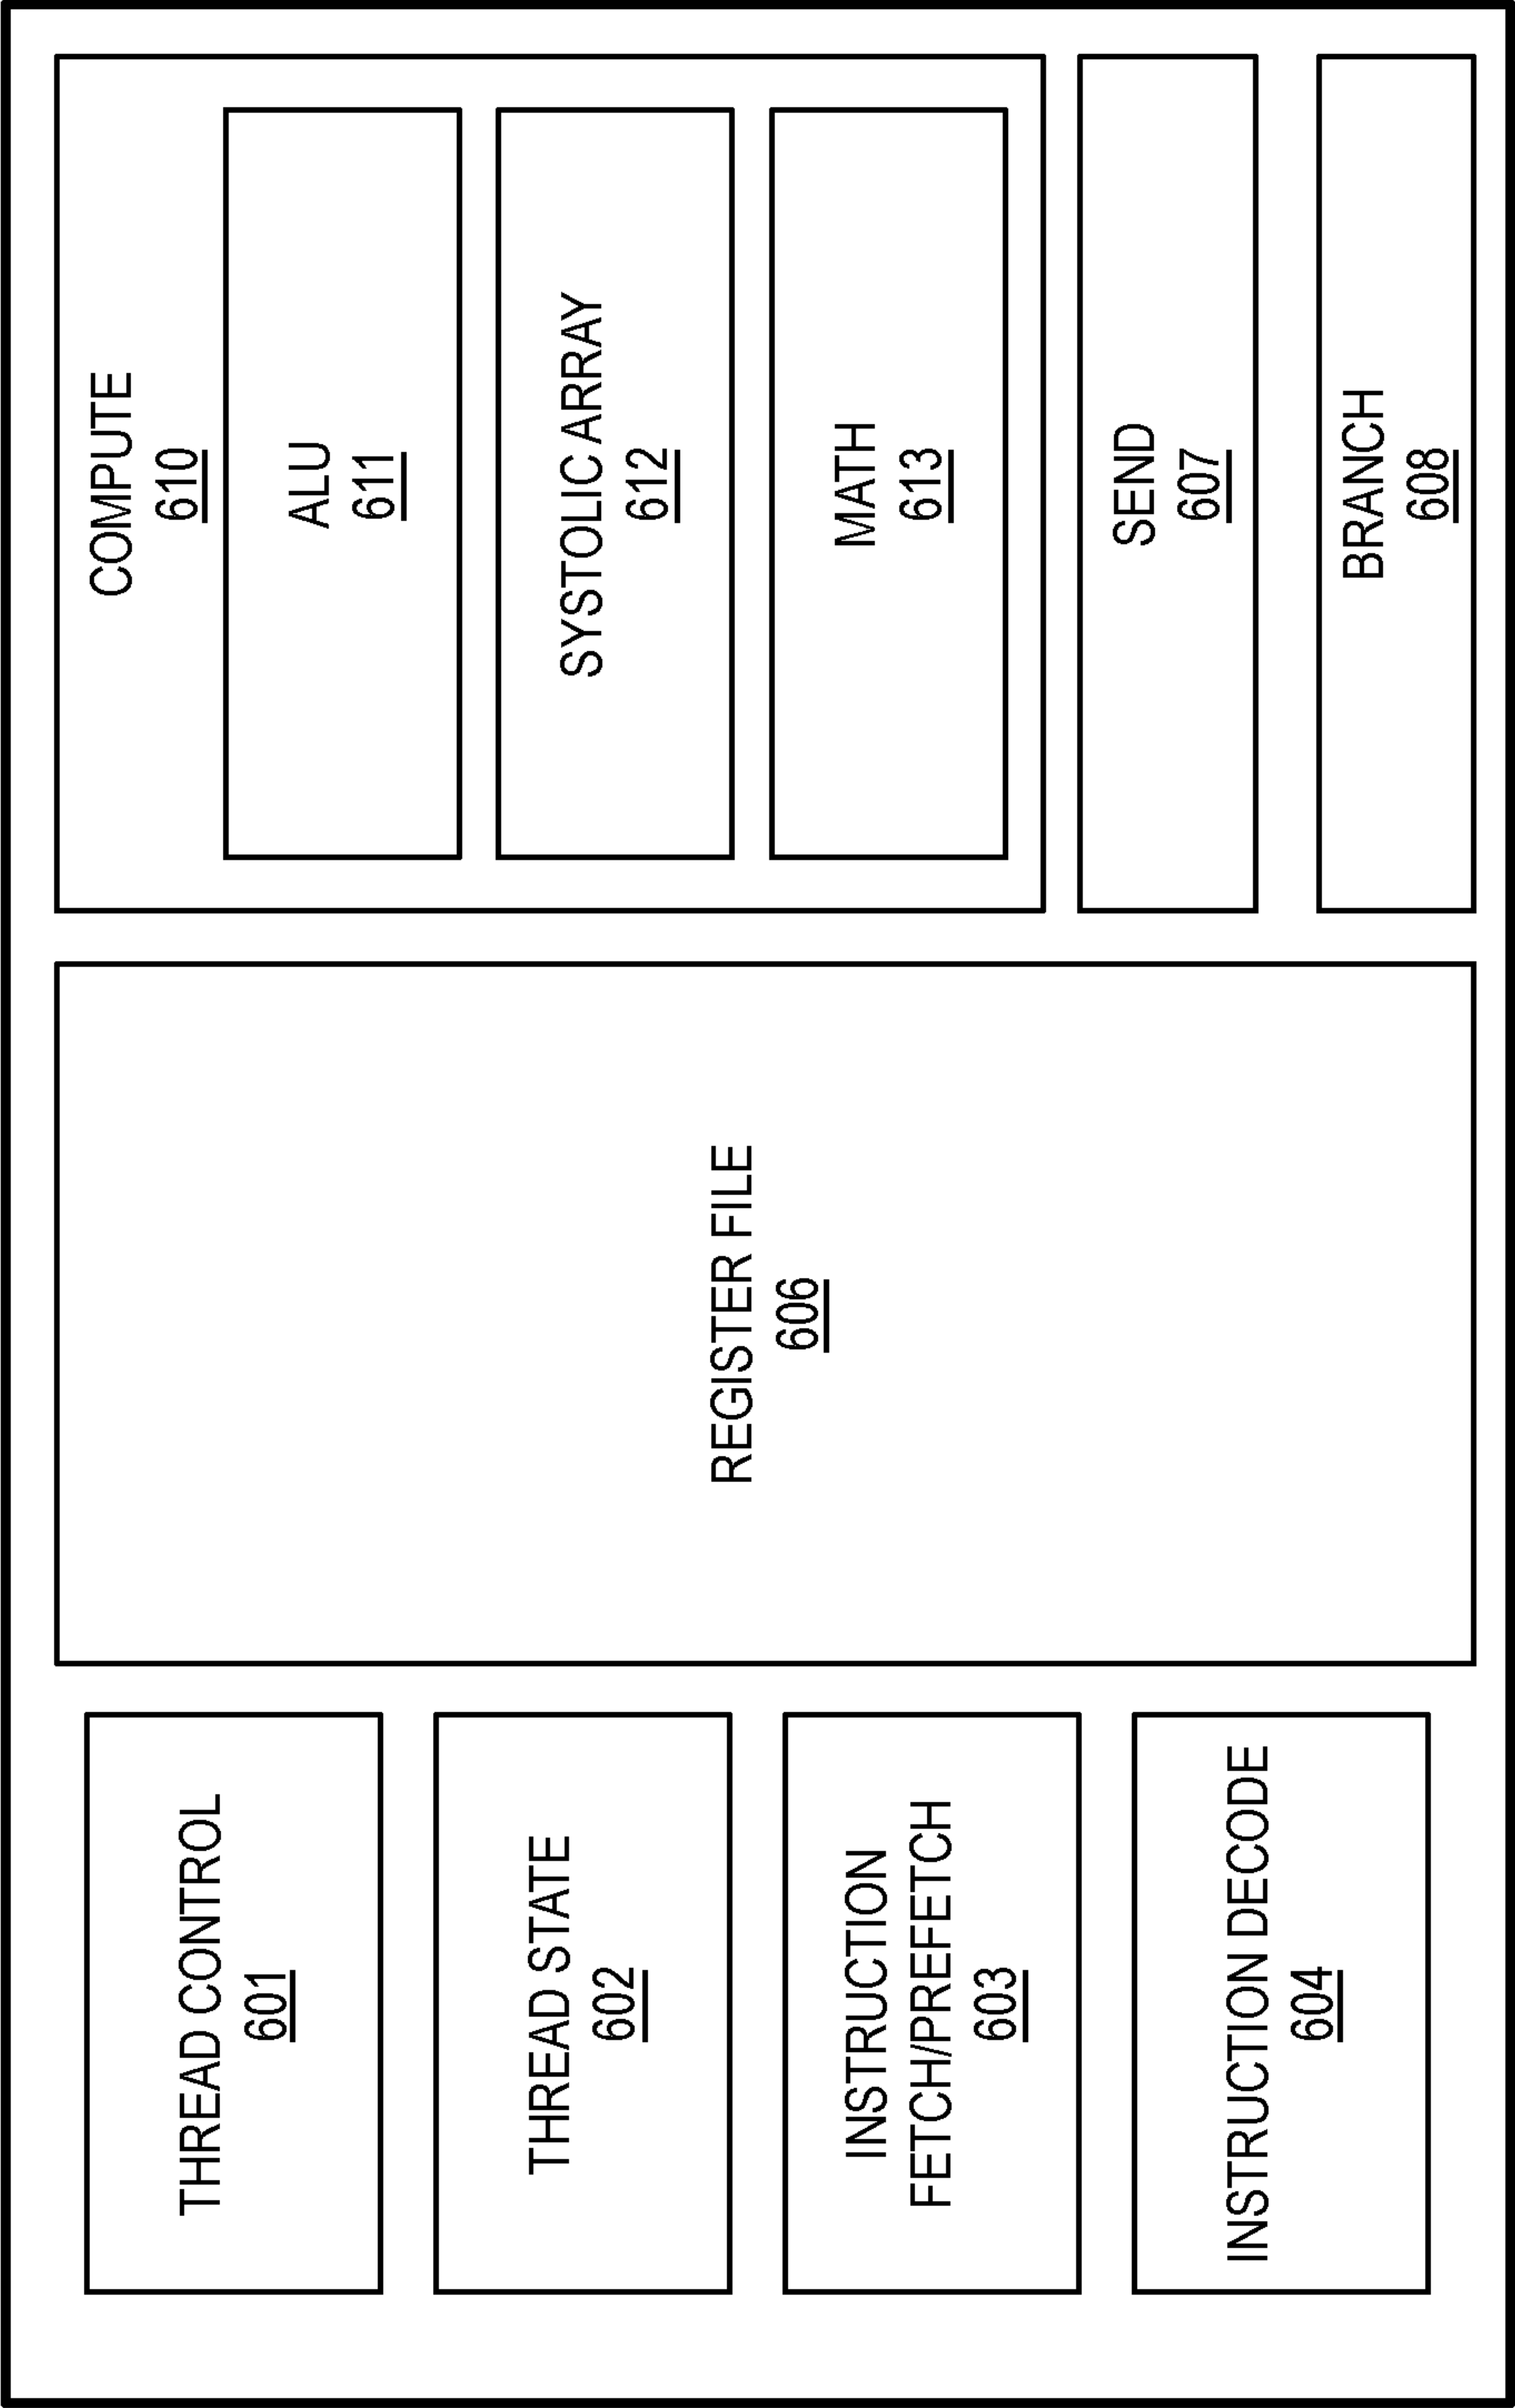 THREAD CONTROL
601
THREAD STATE
602
INSTRUCTION
FETCH/PREFETCH
603
INSTRUCTION DECODE
604
REGISTER FILE
606
COMPUTE
610
ALU
611
SYSTOLIC ARRAY
612
MATH
613
SEND
607
BRANCH
608